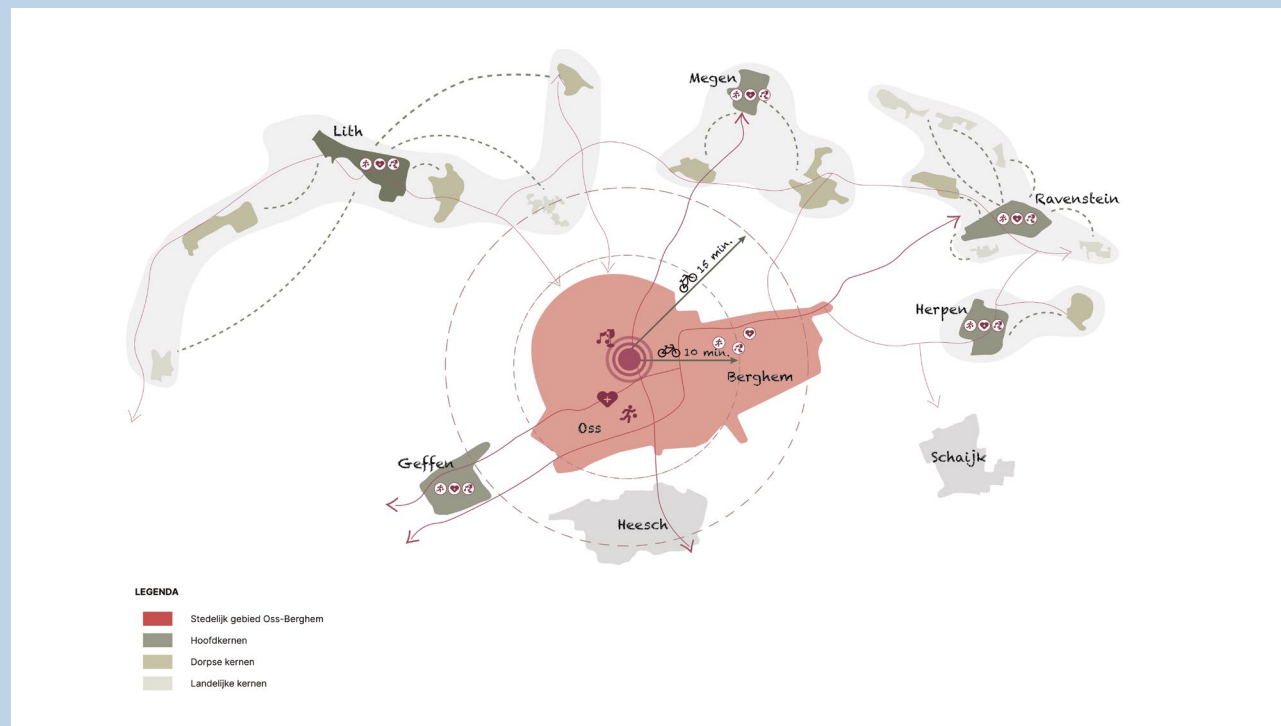 Megen
Lith
Ravenstein
15 min.
Herpen
10 min.
Berghem
Oss
Geffen
Schaijk
Heesch
LEGENDA
Stedelijk gebied Oss-Berghem
Hoofdkernen
Dorpse kernen
Landelijke kernen